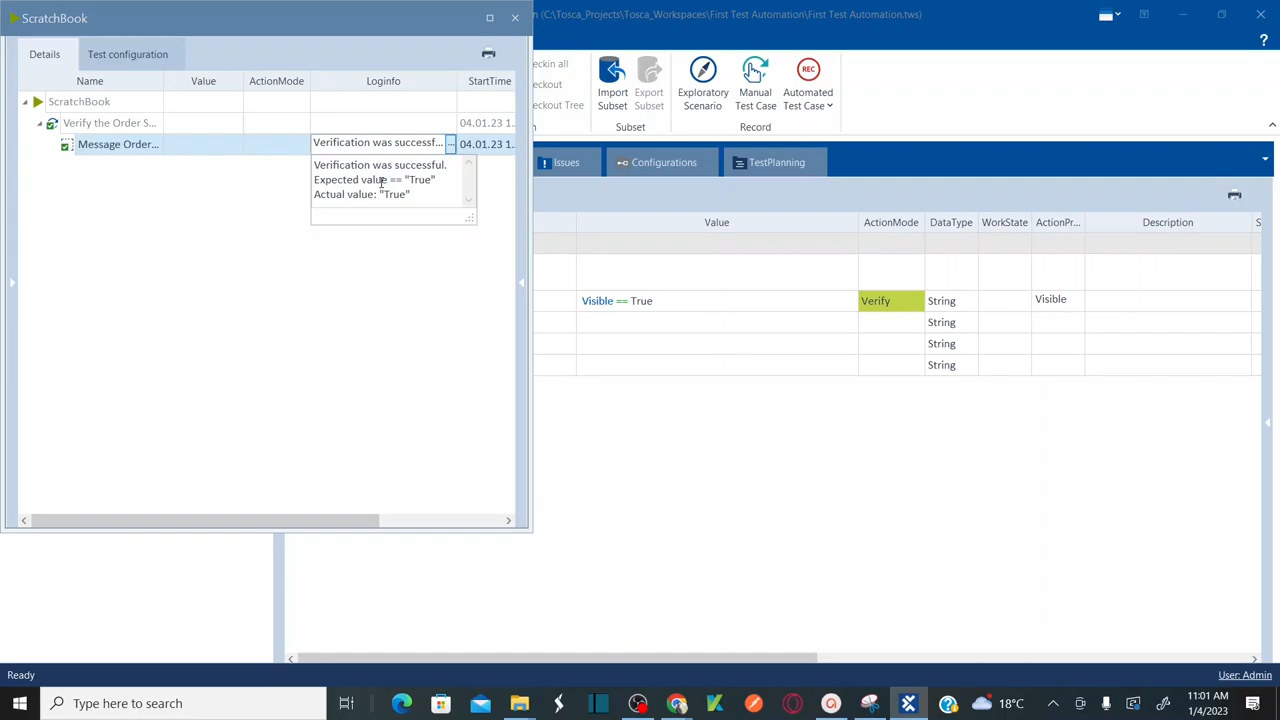 ScratchBook
n (C:\Tosca_Projects\Tosca_Workspaces\First Test Automation\First Test Automation.tws)
Details
Test configuration
Name
Value
ActionMode
Loginfo
StartTime
ScratchBook
Verify the Order S...
04.01.23 1..
Message Order...
Verification was successf...
...
04.01.23 1..
Verification was successful.
Expected value == "True"
Actual value: "True"
?
eckin all
eckout
eckout Tree
Import
Subset
Export
Subset
Subset
Exploratory
Scenario
Manual
Test Case
REC
Automated
Test Case
Record
Issues
Configurations
TestPlanning
Value
ActionMode
DataType
WorkState
ActionPr...
Description
S
Visible == True
Verify
String
Visible
String
String
String
Ready
User: Admin
Type here to search
18°C
11:01 AM
1/4/2023